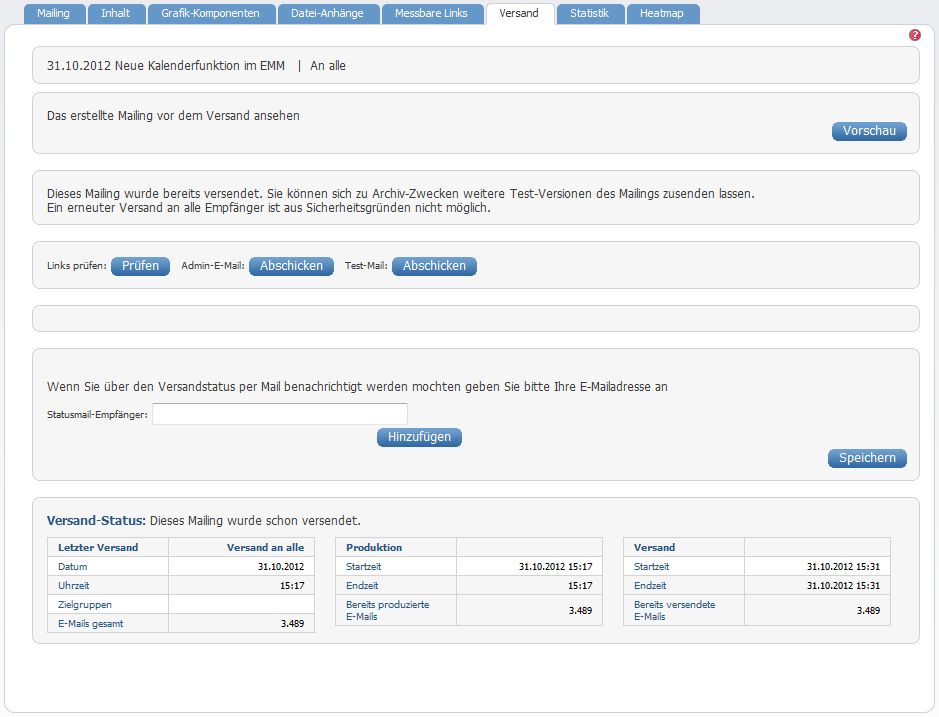 Mailing Inhalt Grafik-Komponenten Datei-Anhänge Messbare Links Versand Statistik Heatmap
?
31.10.2012 Neue Kalenderfunktion im EMM | An alle
Das erstellte Mailing vor dem Versand ansehen
Vorschau
Dieses Mailing wurde bereits versendet. Sie können sich zu Archiv-Zwecken weitere Test-Versionen des Mailings zusenden lassen.
Ein erneuter Versand an alle Empfänger ist aus Sicherheitsgründen nicht möglich.
Links prüfen: Prüfen Admin-E-Mail: Abschicken Test-Mail: Abschicken
Wenn Sie über den Versandstatus per Mail benachrichtigt werden mochten geben Sie bitte Ihre E-Mailadresse an
Statusmail-Empfänger:
Hinzufügen
Speichern
Versand-Status: Dieses Mailing wurde schon versendet.
Letzter Versand Versand an alle
Datum 31.10.2012
Uhrzeit 15:17
Zielgruppen
E-Mails gesamt 3.489
Produktion
Startzeit 31.10.2012 15:17
Endzeit 15:17
Bereits produzierte
E-Mails 3.489
Versand
Startzeit 31.10.2012 15:31
Endzeit 31.10.2012 15:31
Bereits versendete
E-Mails 3.489